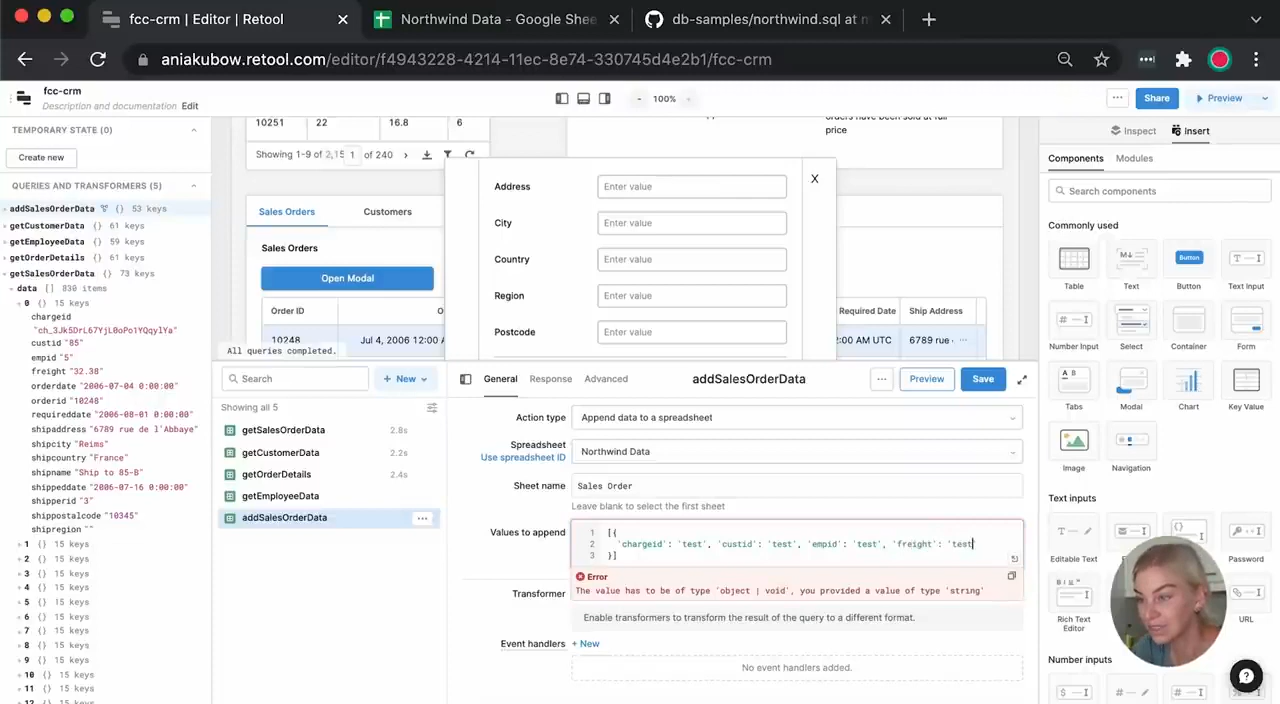 fcc-crm | Editor | Retool
Northwind Data - Google Shee
db-samples/northwind.sql at m
aniakubow.retool.com/editor/f4943228-4214-11ec-8e74-330745d4e2b1/fcc-crm
fcc-crm
Description and documentation Edit
- 100% +
Share
Preview
TEMPORARY STATE (0)
Create new
QUERIES AND TRANSFORMERS (5)
addSalesOrderData {} 53 keys
getCustomerData {} 61 keys
getEmployeeData {} 59 keys
getOrderDetails {} 61 keys
getSalesOrderData {} 73 keys
data [] 830 items
0 {} 15 keys
chargeid
"ch_3Jk5DrL67YjL0oPo1YQqylYa"
custid "85"
empid "5"
freight "32.38"
orderdate "2006-07-04 0:00:00"
orderid "10248"
requireddate "2006-08-01 0:00:00"
shipaddress "6789 rue de l'Abbaye"
shipcity "Reims"
shipcountry "France"
shipname "Ship to 85-B"
shippeddate "2006-07-16 0:00:00"
shipperid "3"
shippostalcode "10345"
shipregion ""
1 {} 15 keys
2 {} 15 keys
3 {} 15 keys
4 {} 15 keys
5 {} 15 keys
6 {} 15 keys
7 {} 15 keys
8 {} 15 keys
9 {} 15 keys
10 {} 15 keys
11 {} 15 keys
12 {} 15 keys
10251 22 16.8 6
Showing 1-9 of 2,15 1 of 240
orders have been sold at full
price
Sales Orders
Customers
Sales Orders
Open Modal
Order ID
O
Required Date
Ship Address
10248
Jul 4, 2006 12:00 A
:00 AM UTC
6789 rue ...
All queries completed.
X
Address Enter value
City Enter value
Country Enter value
Region Enter value
Postcode Enter value
Search
+ New
Showing all 5
getSalesOrderData 2.8s
getCustomerData 2.2s
getOrderDetails 2.4s
getEmployeeData
addSalesOrderData
General
Response
Advanced
addSalesOrderData
Preview
Save
Action type Append data to a spreadsheet
Spreadsheet
Use spreadsheet ID
Northwind Data
Sheet name Sales Order
Leave blank to select the first sheet
Values to append
1 [{
2 'chargeid': 'test', 'custid': 'test', 'empid': 'test', 'freight': 'test
3 }]
Error
The value has to be of type 'object | void', you provided a value of type 'string'
Transformer
Enable transformers to transform the result of the query to a different format.
Event handlers + New
No event handlers added.
Inspect
Insert
Components
Modules
Search components
Commonly used
Table
Text
Button
Button
Text Input
Number Input
Select
Container
Form
Tabs
Modal
Chart
Key Value
Image
Navigation
Text inputs
Editable Text
Password
Rich Text
Editor
URL
Number inputs